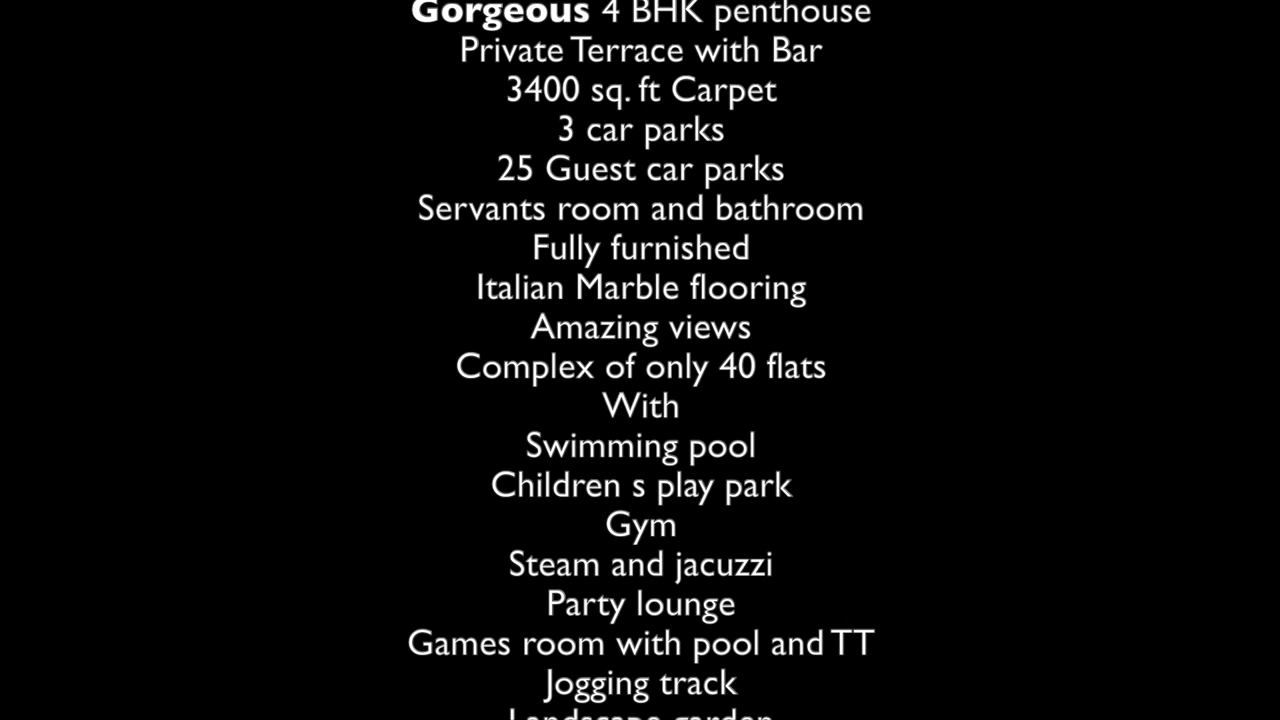 Gorgeous 4 BHK penthouse
Private Terrace with Bar
3400 sq. ft Carpet
3 car parks
25 Guest car parks
Servants room and bathroom
Fully furnished
Italian Marble flooring
Amazing views
Complex of only 40 flats
With
Swimming pool
Children s play park
Gym
Steam and jacuzzi
Party lounge
Games room with pool and TT
Jogging track
Landscape garden